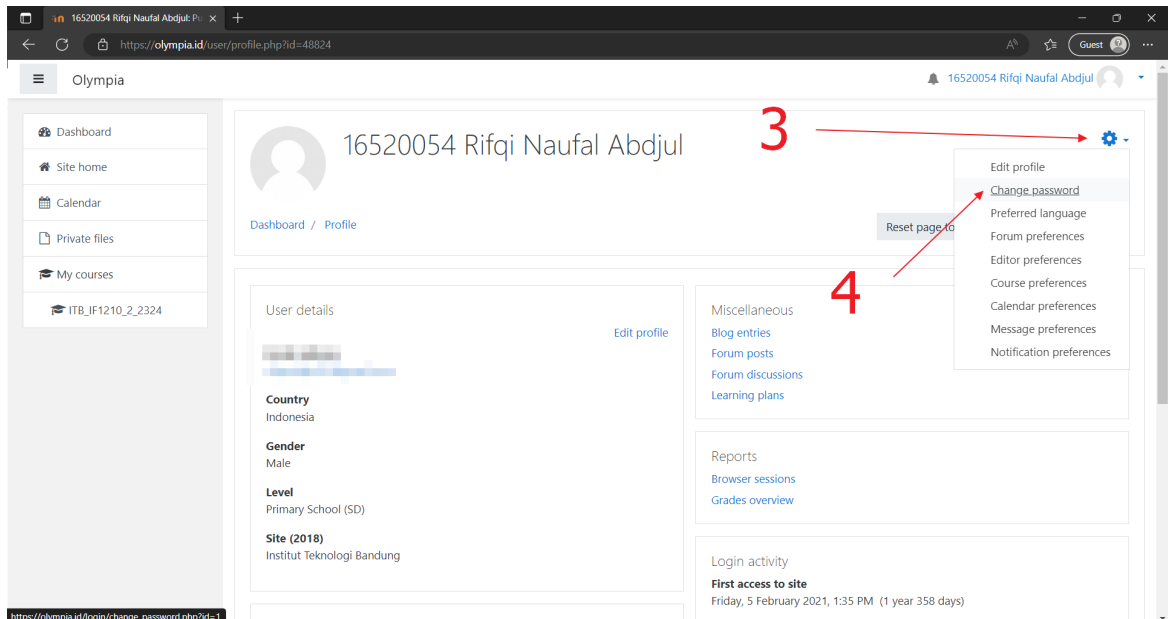 16520054 Rifqi Naufal Abdjul: Pu
https://olympia.id/user/profile.php?id=48824
Guest
Olympia
16520054 Rifqi Naufal Abdjul
Dashboard
Site home
Calendar
Private files
My courses
ITB_IF1210_2_2324
16520054 Rifqi Naufal Abdjul
3
Dashboard / Profile
Reset page to
Edit profile
Change password
Preferred language
Forum preferences
Editor preferences
Course preferences
Calendar preferences
Message preferences
Notification preferences
4
User details
Edit profile
Country
Indonesia
Gender
Male
Level
Primary School (SD)
Site (2018)
Institut Teknologi Bandung
Miscellaneous
Blog entries
Forum posts
Forum discussions
Learning plans
Reports
Browser sessions
Grades overview
Login activity
First access to site
Friday, 5 February 2021, 1:35 PM (1 year 358 days)
https://olympia.id/login/change_password.php?id=1